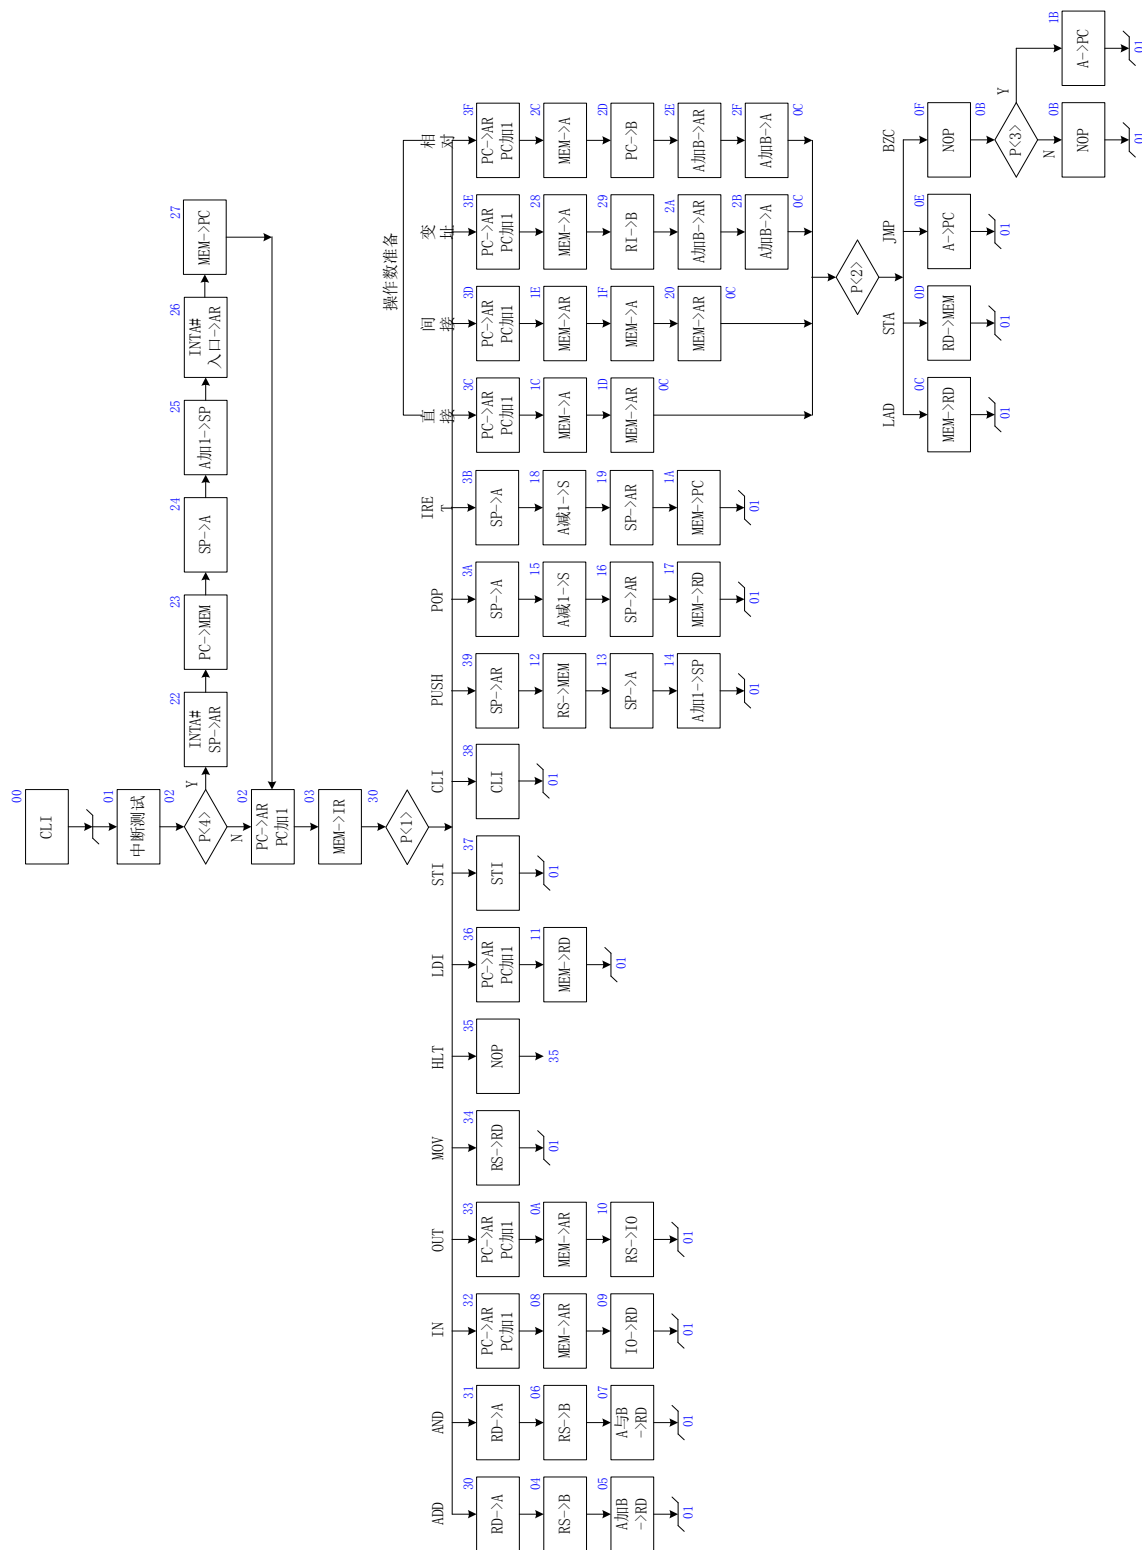 00
CLI
01
中断测试
02
P<4>
Y
N
22
INTA#
SP->AR
23
PC->MEM
24
SP->A
25
A加1->SP
26
INTA#
入口->AR
27
MEM->PC
02
PC->AR
PC加1
03
MEM->IR
30
P<1>
操作数准备
ADD
30
RD->A
04
RS->B
05
A加B
->RD
01
AND
31
RD->A
06
RS->B
07
A与B
->RD
01
IN
32
PC->AR
PC加1
08
MEM->AR
09
IO->RD
01
OUT
33
PC->AR
PC加1
0A
MEM->AR
10
RS->IO
01
MOV
34
RS->RD
01
HLT
35
NOP
35
LDI
36
PC->AR
PC加1
11
MEM->RD
01
STI
37
STI
01
CLI
38
CLI
01
PUSH
39
SP->AR
12
RS->MEM
13
SP->A
14
A加1->SP
01
POP
3A
SP->A
15
A减1->S
16
SP->AR
17
MEM->RD
01
IRE
T
3B
SP->A
18
A减1->S
19
SP->AR
1A
MEM->PC
01
直
接
3C
PC->AR
PC加1
1C
MEM->A
1D
MEM->AR
0C
间
接
3D
PC->AR
PC加1
1E
MEM->AR
1F
MEM->A
20
MEM->AR
0C
变
址
3E
PC->AR
PC加1
28
MEM->A
29
RI->B
2A
A加B->AR
2B
A加B->A
0C
相
对
3F
PC->AR
PC加1
2C
MEM->A
2D
PC->B
2E
A加B->AR
2F
A加B->A
0C
P<2>
LAD
0C
MEM->RD
01
STA
0D
RD->MEM
01
JMP
0E
A->PC
01
BZC
0F
NOP
0B
P<3>
N
Y
0B
NOP
01
1B
A->PC
01